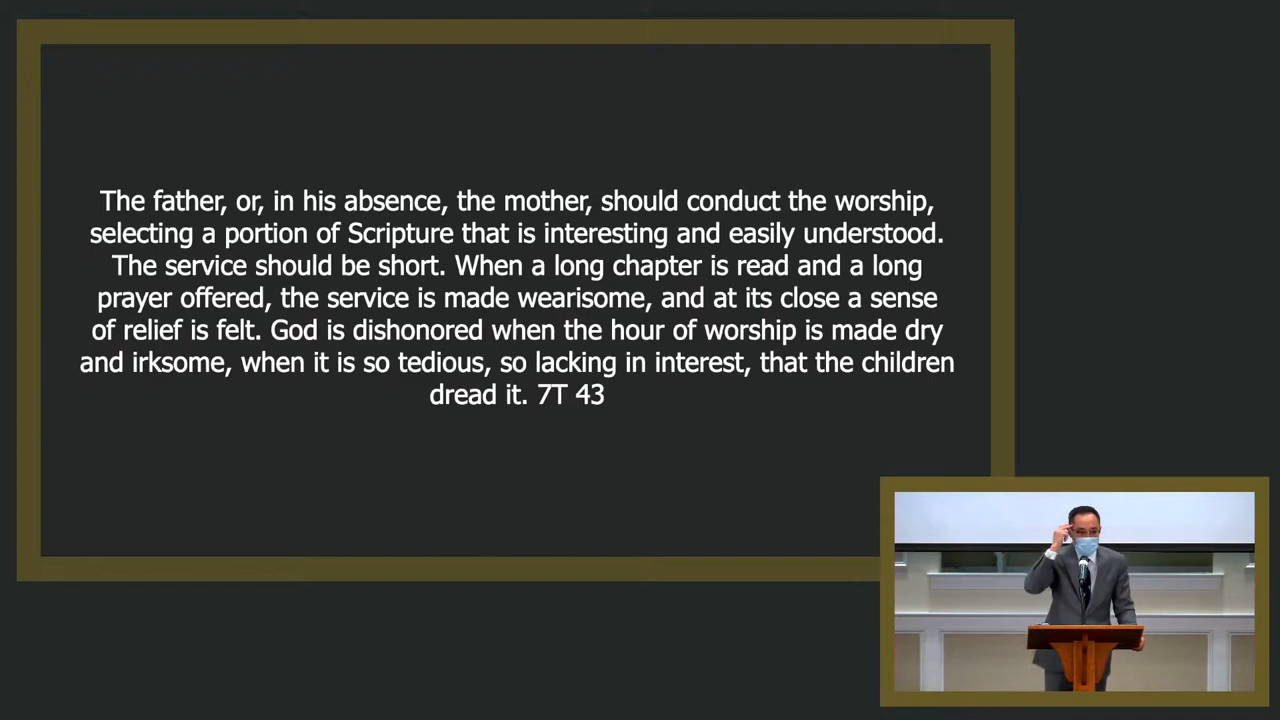 The father, or, in his absence, the mother, should conduct the worship,
selecting a portion of Scripture that is interesting and easily understood.
The service should be short. When a long chapter is read and a long
prayer offered, the service is made wearisome, and at its close a sense
of relief is felt. God is dishonored when the hour of worship is made dry
and irksome, when it is so tedious, so lacking in interest, that the children
dread it. 7T 43